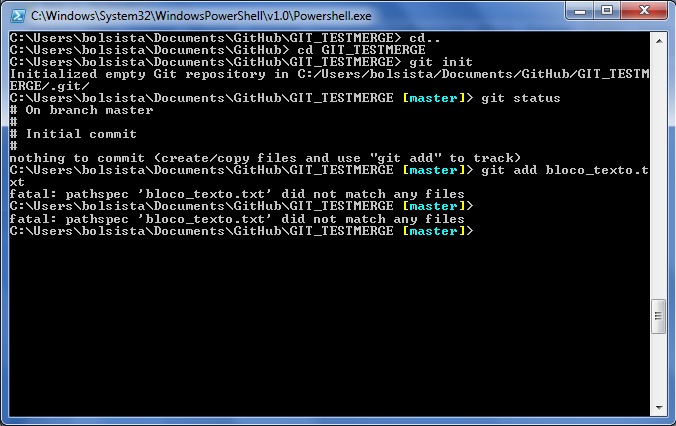 C:\Windows\System32\WindowsPowerShell\v1.0\Powershell.exe
C:\Users\bolsista\Documents\GitHub\GIT_TESTMERGE> cd..
C:\Users\bolsista\Documents\GitHub> cd GIT_TESTMERGE
C:\Users\bolsista\Documents\GitHub\GIT_TESTMERGE> git init
Initialized empty Git repository in C:/Users/bolsista/Documents/GitHub/GIT_TESTM
ERGE/.git/
C:\Users\bolsista\Documents\GitHub\GIT_TESTMERGE [master]> git status
# On branch master
#
# Initial commit
#
nothing to commit (create/copy files and use "git add" to track)
C:\Users\bolsista\Documents\GitHub\GIT_TESTMERGE [master]> git add bloco_texto.t
xt
fatal: pathspec 'bloco_texto.txt' did not match any files
C:\Users\bolsista\Documents\GitHub\GIT_TESTMERGE [master]>
fatal: pathspec 'bloco_texto.txt' did not match any files
C:\Users\bolsista\Documents\GitHub\GIT_TESTMERGE [master]>